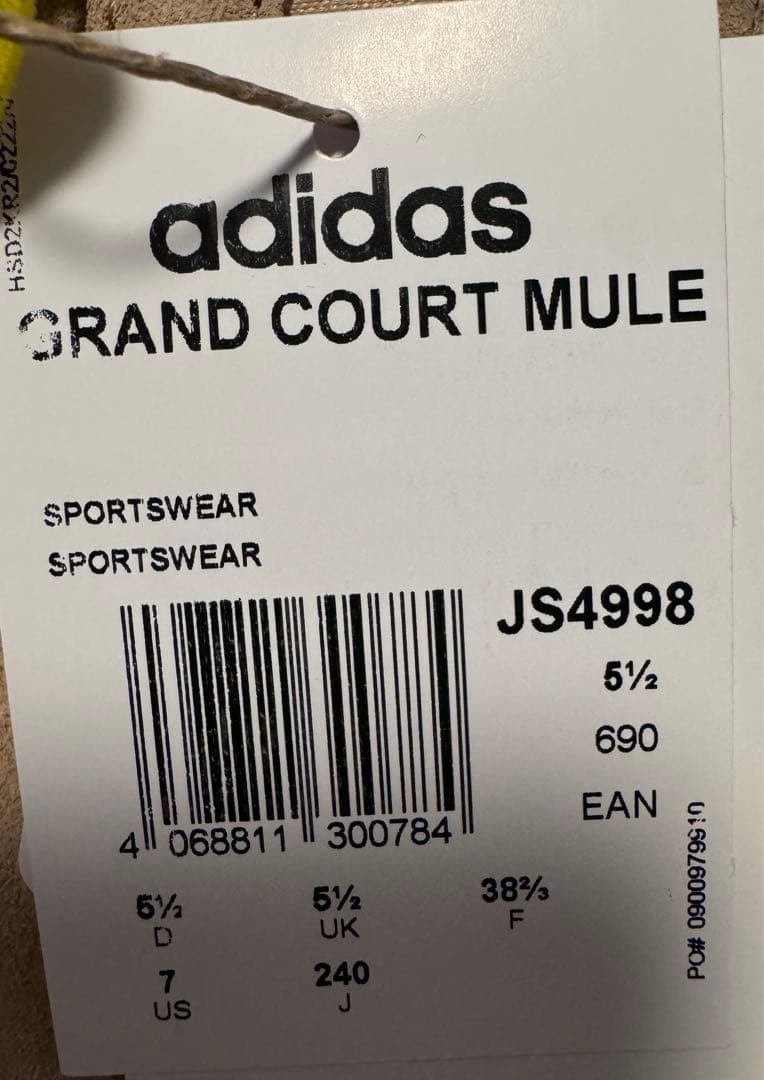 adidas
GRAND COURT MULE
SPORTSWEAR
SPORTSWEAR
JS4998
5½
690
EAN
4 068811 300784
5½
D
5½
UK
38⅔
F
7
US
240
J
PO# 0900979910